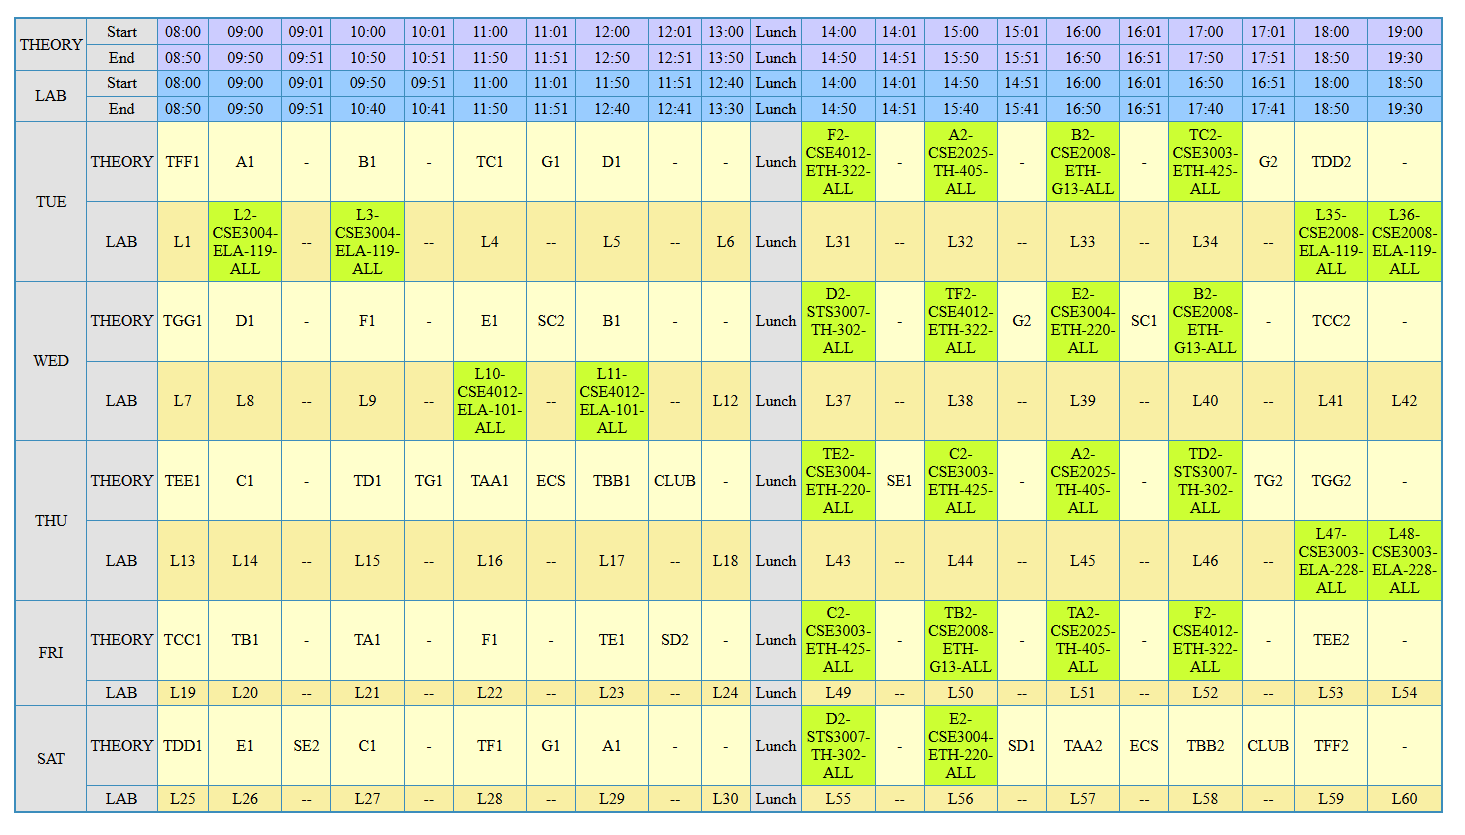 THEORY Start 08:00 09:00 09:01 10:00 10:01 11:00 11:01 12:00 12:01 13:00 Lunch 14:00 14:01 15:00 15:01 16:00 16:01 17:00 17:01 18:00 19:00
End 08:50 09:50 09:51 10:50 10:51 11:50 11:51 12:50 12:51 13:50 Lunch 14:50 14:51 15:50 15:51 16:50 16:51 17:50 17:51 18:50 19:30
LAB Start 08:00 09:00 09:01 09:50 09:51 11:00 11:01 11:50 11:51 12:40 Lunch 14:00 14:01 14:50 14:51 16:00 16:01 16:50 16:51 18:00 18:50
End 08:50 09:50 09:51 10:40 10:41 11:50 11:51 12:40 12:41 13:30 Lunch 14:50 14:51 15:40 15:41 16:50 16:51 17:40 17:41 18:50 19:30
TUE THEORY TFF1 A1 - B1 - TC1 G1 D1 - - Lunch F2-CSE4012-ETH-322-ALL - A2-CSE2025-TH-405-ALL - B2-CSE2008-ETH-G13-ALL - TC2-CSE3003-ETH-425-ALL G2 TDD2 -
LAB L1 L2-CSE3004-ELA-119-ALL -- L3-CSE3004-ELA-119-ALL -- L4 -- L5 -- L6 Lunch L31 -- L32 -- L33 -- L34 -- L35-CSE2008-ELA-119-ALL L36-CSE2008-ELA-119-ALL
WED THEORY TGG1 D1 - F1 - E1 SC2 B1 - - Lunch D2-STS3007-TH-302-ALL - TF2-CSE4012-ETH-322-ALL G2 E2-CSE3004-ETH-220-ALL SC1 B2-CSE2008-ETH-G13-ALL - TCC2 -
LAB L7 L8 -- L9 -- L10-CSE4012-ELA-101-ALL -- L11-CSE4012-ELA-101-ALL -- L12 Lunch L37 -- L38 -- L39 -- L40 -- L41 L42
THU THEORY TEE1 C1 - TD1 TG1 TAA1 ECS TBB1 CLUB - Lunch TE2-CSE3004-ETH-220-ALL SE1 C2-CSE3003-ETH-425-ALL - A2-CSE2025-TH-405-ALL - TD2-STS3007-TH-302-ALL TG2 TGG2 -
LAB L13 L14 -- L15 -- L16 -- L17 -- L18 Lunch L43 -- L44 -- L45 -- L46 -- L47-CSE3003-ELA-228-ALL L48-CSE3003-ELA-228-ALL
FRI THEORY TCC1 TB1 - TA1 - F1 - TE1 SD2 - Lunch C2-CSE3003-ETH-425-ALL - TB2-CSE2008-ETH-G13-ALL - TA2-CSE2025-TH-405-ALL - F2-CSE4012-ETH-322-ALL - TEE2 -
LAB L19 L20 -- L21 -- L22 -- L23 -- L24 Lunch L49 -- L50 -- L51 -- L52 -- L53 L54
SAT THEORY TDD1 E1 SE2 C1 - TF1 G1 A1 - - Lunch D2-STS3007-TH-302-ALL - E2-CSE3004-ETH-220-ALL SD1 TAA2 ECS TBB2 CLUB TFF2 -
LAB L25 L26 -- L27 -- L28 -- L29 -- L30 Lunch L55 -- L56 -- L57 -- L58 -- L59 L60